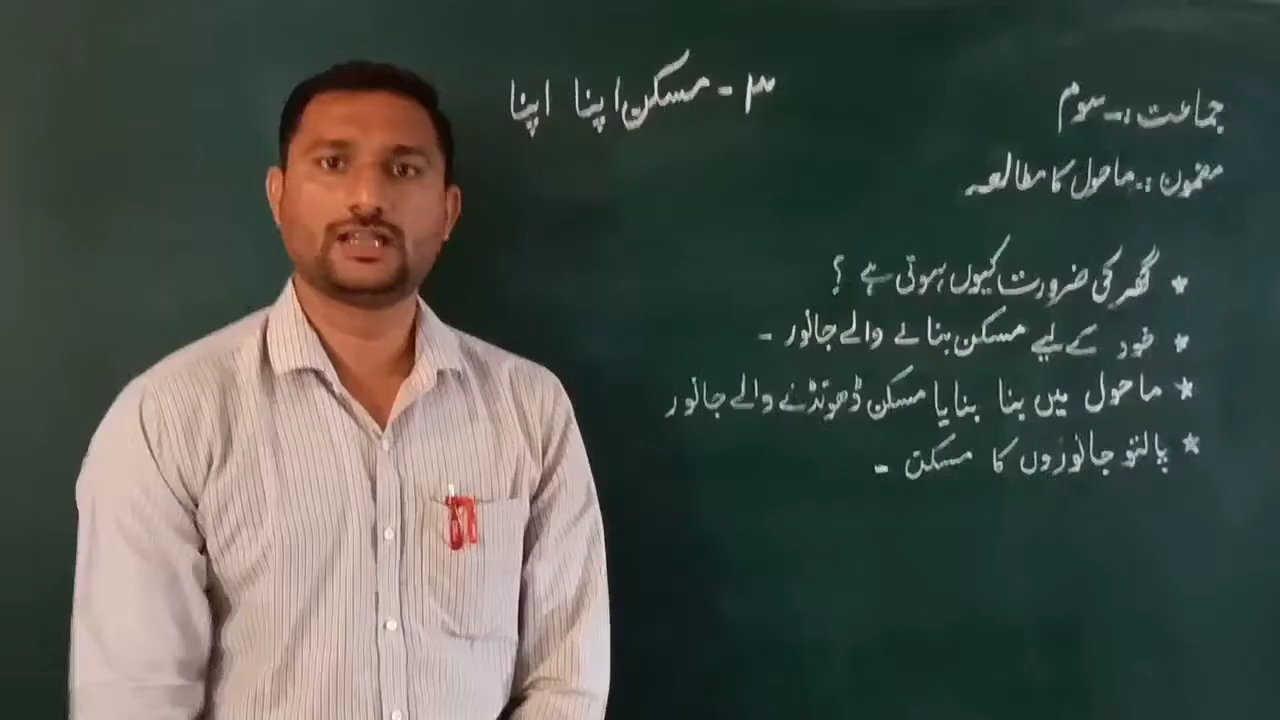 جماعت :۔ سوم
۳ - مسکن اپنا اپنا
مضمون :۔ ماحول کا مطالعہ
★ گھر کی ضرورت کیوں ہوتی ہے ؟
★ خود کے لیے مسکن بنانے والے جانور -
★ ماحول میں بنا بنایا مسکن ڈھونڈنے والے جانور
★ پالتو جانوروں کا مسکن -